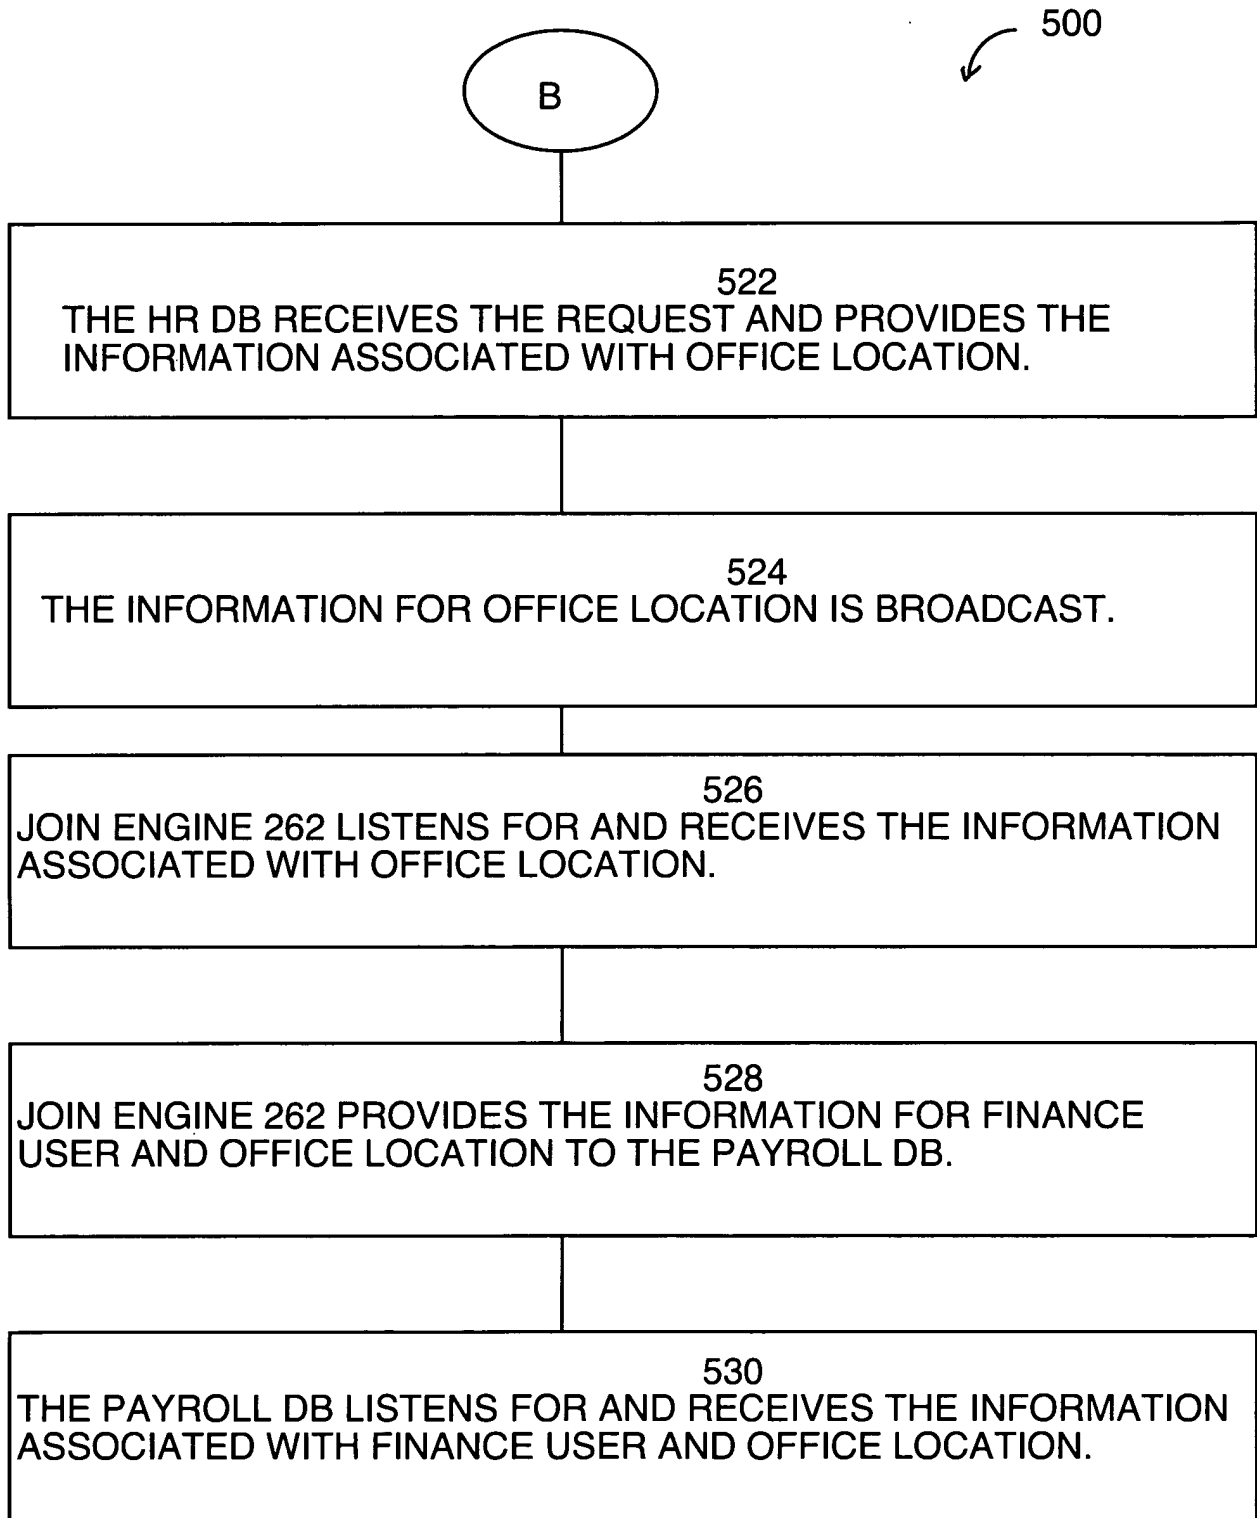 500
B
522
THE HR DB RECEIVES THE REQUEST AND PROVIDES THE
INFORMATION ASSOCIATED WITH OFFICE LOCATION.
524
THE INFORMATION FOR OFFICE LOCATION IS BROADCAST.
526
JOIN ENGINE 262 LISTENS FOR AND RECEIVES THE INFORMATION
ASSOCIATED WITH OFFICE LOCATION.
528
JOIN ENGINE 262 PROVIDES THE INFORMATION FOR FINANCE
USER AND OFFICE LOCATION TO THE PAYROLL DB.
530
THE PAYROLL DB LISTENS FOR AND RECEIVES THE INFORMATION
ASSOCIATED WITH FINANCE USER AND OFFICE LOCATION.